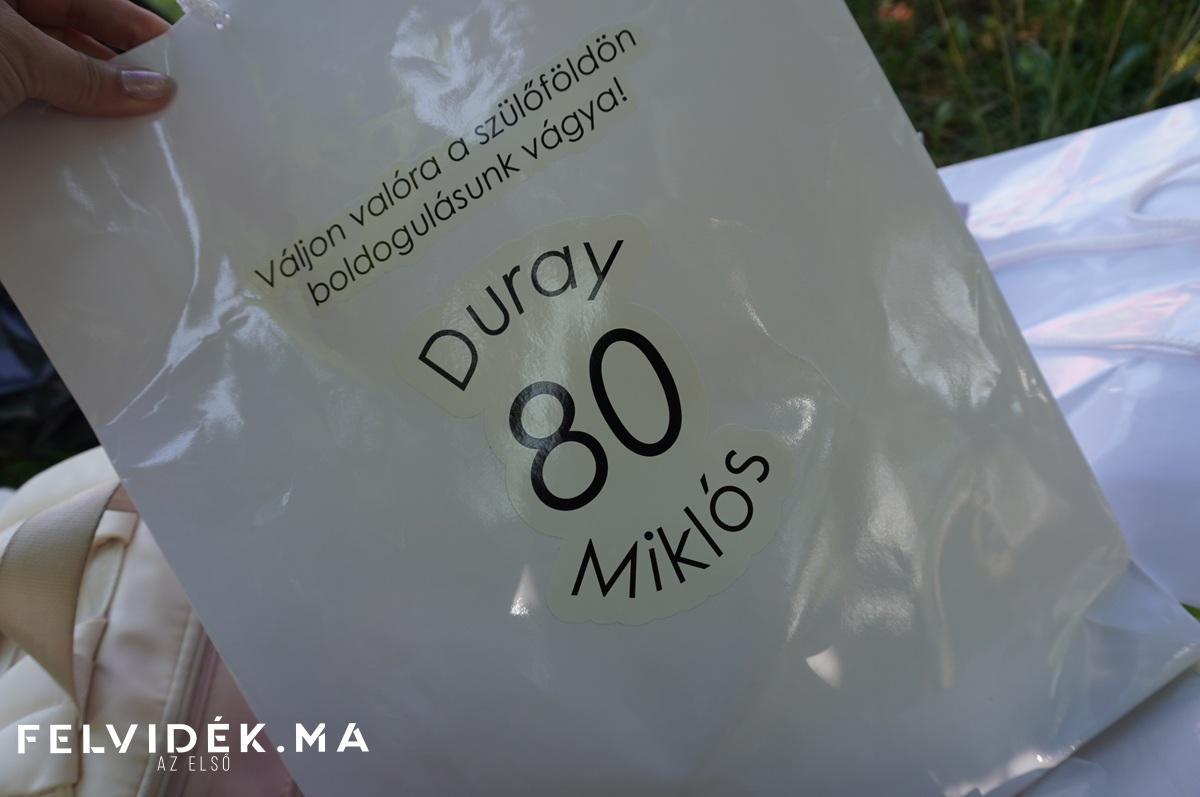 Váljon valóra a szülőföldön
boldogulásunk vágya!
Duray
80
Miklós
FELVIDÉK.MA
AZ ELSŐ